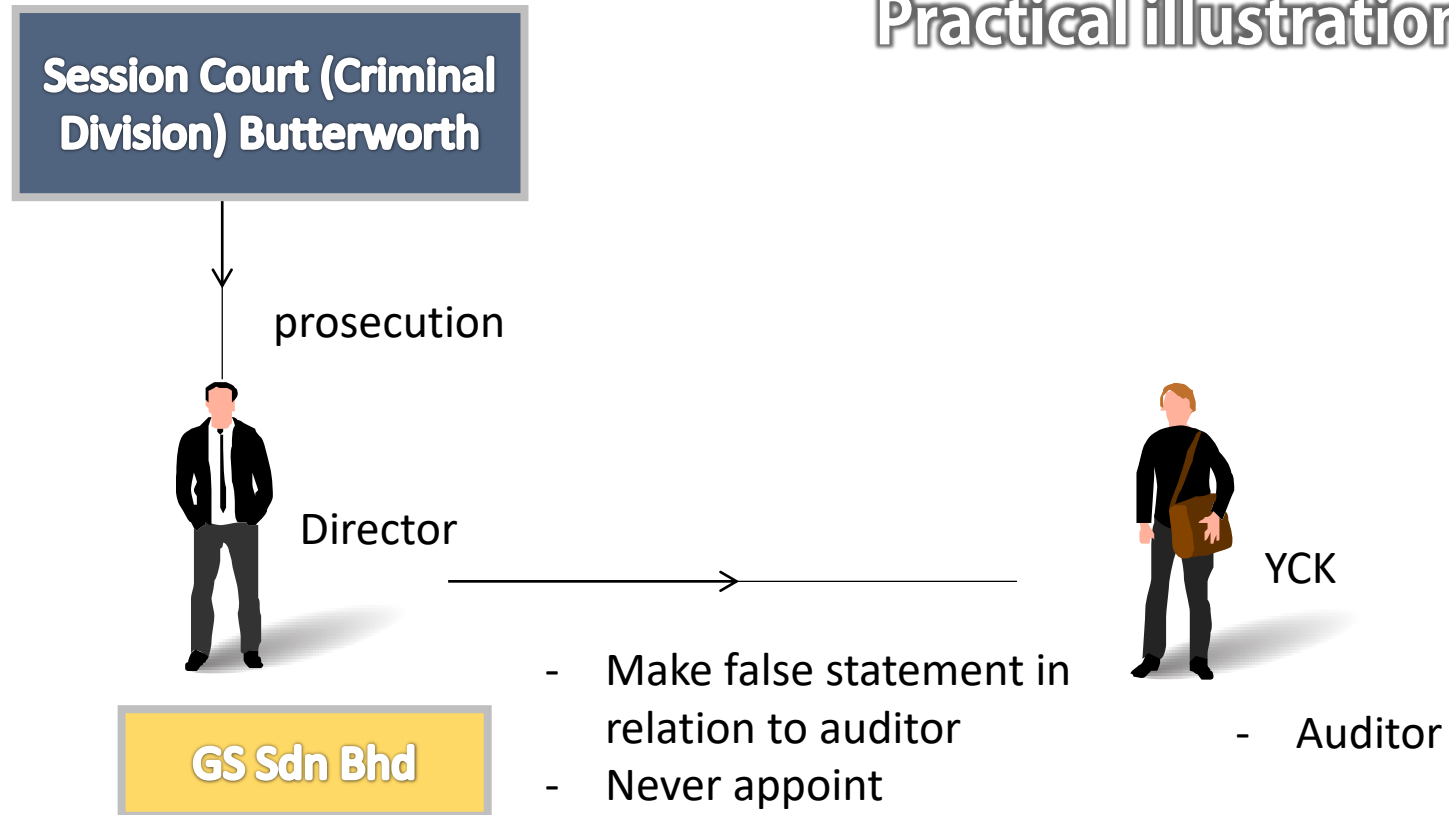 Practical illustration
Session Court (Criminal
Division) Butterworth
prosecution
Director
YCK
- Make false statement in
relation to auditor
- Never appoint
- Auditor
GS Sdn Bhd